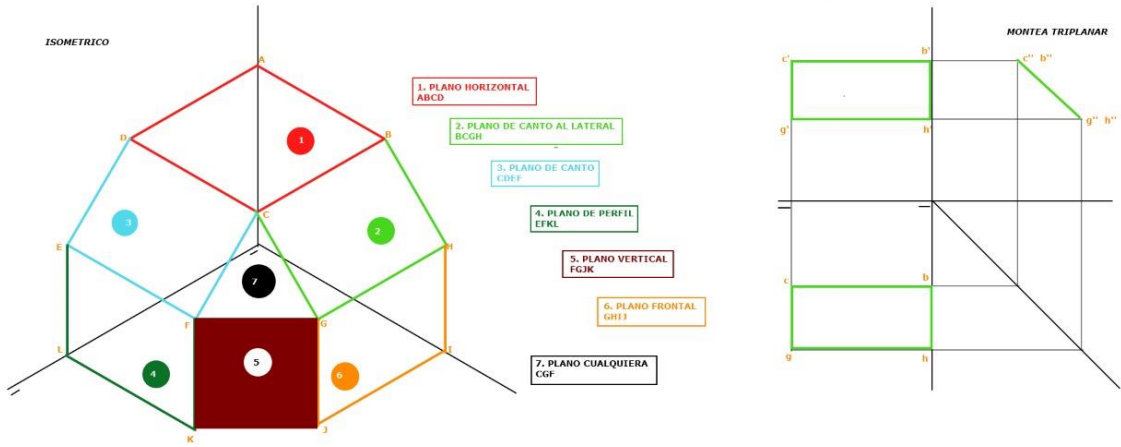 ISOMETRICO
A
D
B
1
1. PLANO HORIZONTAL
ABCD
2. PLANO DE CANTO AL LATERAL
BCGH
3. PLANO DE CANTO
CDEF
4. PLANO DE PERFIL
EFKL
5. PLANO VERTICAL
FGJK
6. PLANO FRONTAL
GHIJ
7. PLANO CUALQUIERA
CGF
C
3
2
E
H
7
F
G
L
I
4
5
6
K
J
MONTEA TRIPLANAR
c'
b'
c'' b''
g'
h'
g'' h''
c
b
g
h